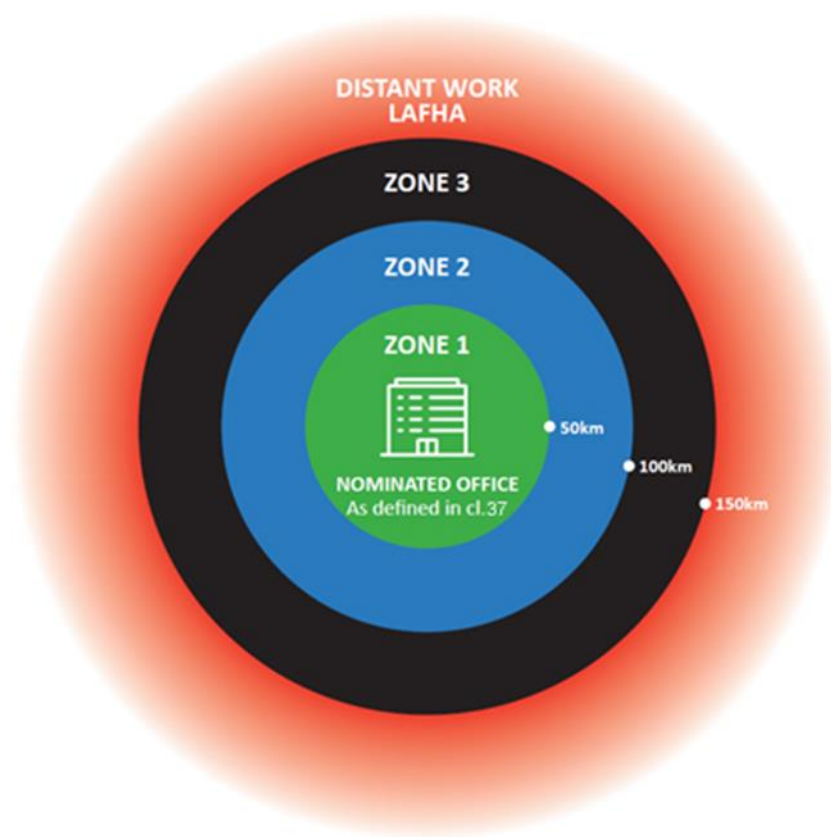 DISTANT WORK
LAFHA
ZONE 3
ZONE 2
ZONE 1
50km
100km
NOMINATED OFFICE
As defined in cl.37
150km